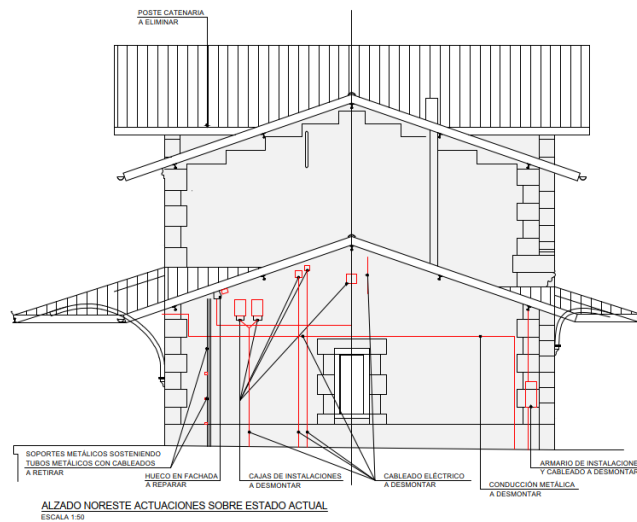 POSTE CATENARIA
A ELIMINAR
SOPORTES METÁLICOS SOSTENIENDO
TUBOS METÁLICOS CON CABLEADOS
A RETIRAR
HUECO EN FACHADA
A REPARAR
CAJAS DE INSTALACIONES
A DESMONTAR
CABLEADO ELÉCTRICO
A DESMONTAR
CONDUCCIÓN METÁLICA
A DESMONTAR
ARMARIO DE INSTALACIONE
Y CABLEADO A DESMONTAR
ALZADO NORESTE ACTUACIONES SOBRE ESTADO ACTUAL
ESCALA 1:50